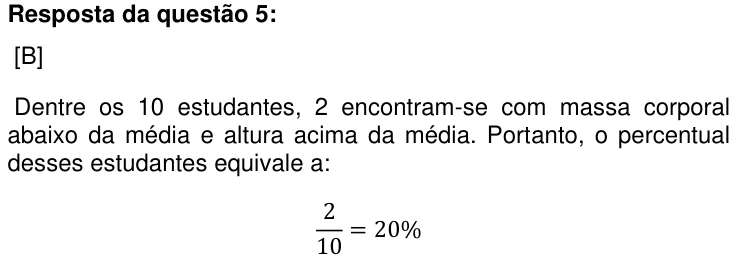 Resposta da questão 5:
[B]
Dentre os 10 estudantes, 2 encontram-se com massa corporal
abaixo da média e altura acima da média. Portanto, o percentual
desses estudantes equivale a:
2/10 = 20%